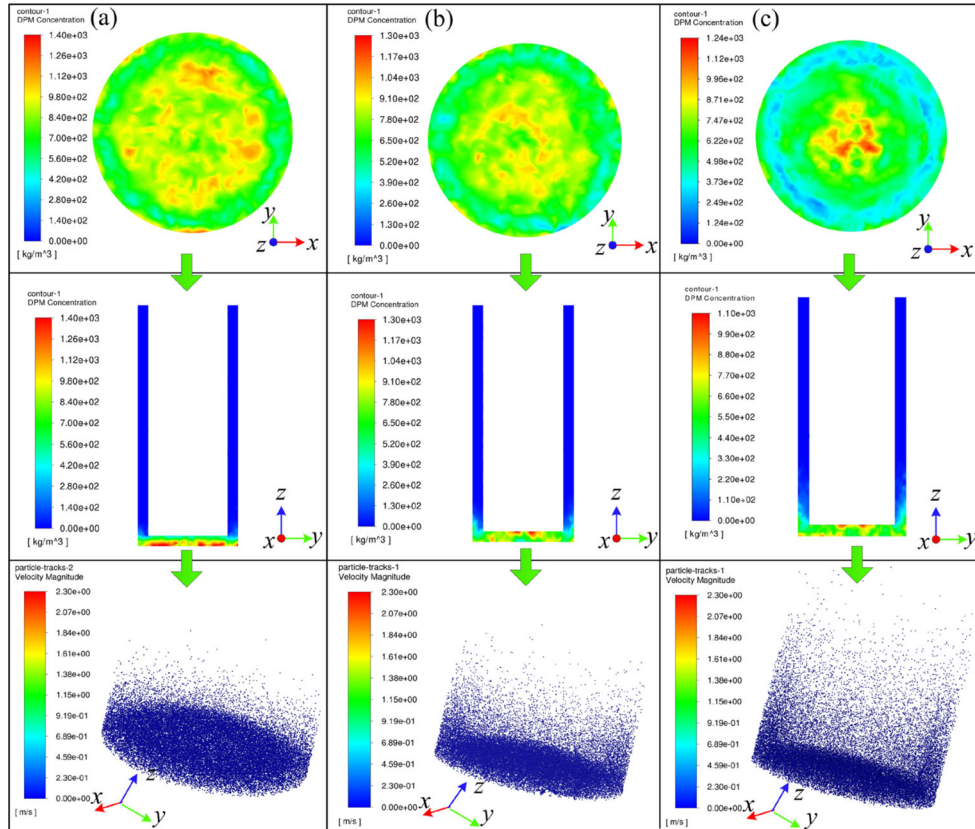 (a)
contour-1
DPM Concentration
1.40e+03
1.26e+03
1.12e+03
9.80e+02
8.40e+02
7.00e+02
5.60e+02
4.20e+02
2.80e+02
1.40e+02
0.00e+00
[ kg/m^3 ]
y
z
x
(b)
contour-1
DPM Concentration
1.30e+03
1.17e+03
1.04e+03
9.10e+02
7.80e+02
6.50e+02
5.20e+02
3.90e+02
2.60e+02
1.30e+02
0.00e+00
[ kg/m^3 ]
y
z
x
(c)
contour-1
DPM Concentration
1.24e+03
1.12e+03
9.96e+02
8.71e+02
7.47e+02
6.22e+02
4.98e+02
3.73e+02
2.49e+02
1.24e+02
0.00e+00
[ kg/m^3 ]
y
z
x
contour-1
DPM Concentration
1.40e+03
1.26e+03
1.12e+03
9.80e+02
8.40e+02
7.00e+02
5.60e+02
4.20e+02
2.80e+02
1.40e+02
0.00e+00
[ kg/m^3 ]
z
x
y
contour-1
DPM Concentration
1.30e+03
1.17e+03
1.04e+03
9.10e+02
7.80e+02
6.50e+02
5.20e+02
3.90e+02
2.60e+02
1.30e+02
0.00e+00
[ kg/m^3 ]
z
x
y
contour-1
DPM Concentration
1.10e+03
9.90e+02
8.80e+02
7.70e+02
6.60e+02
5.50e+02
4.40e+02
3.30e+02
2.20e+02
1.10e+02
0.00e+00
[ kg/m^3 ]
z
x
y
particle-tracks-2
Velocity Magnitude
2.30e+00
2.07e+00
1.84e+00
1.61e+00
1.38e+00
1.15e+00
9.19e-01
6.89e-01
4.59e-01
2.30e-01
0.00e+00
[ m/s ]
z
x
y
particle-tracks-1
Velocity Magnitude
2.30e+00
2.07e+00
1.84e+00
1.61e+00
1.38e+00
1.15e+00
9.19e-01
6.89e-01
4.59e-01
2.30e-01
0.00e+00
[ m/s ]
z
x
y
particle-tracks-1
Velocity Magnitude
2.30e+00
2.07e+00
1.84e+00
1.61e+00
1.38e+00
1.15e+00
9.19e-01
6.89e-01
4.59e-01
2.30e-01
0.00e+00
[ m/s ]
z
x
y